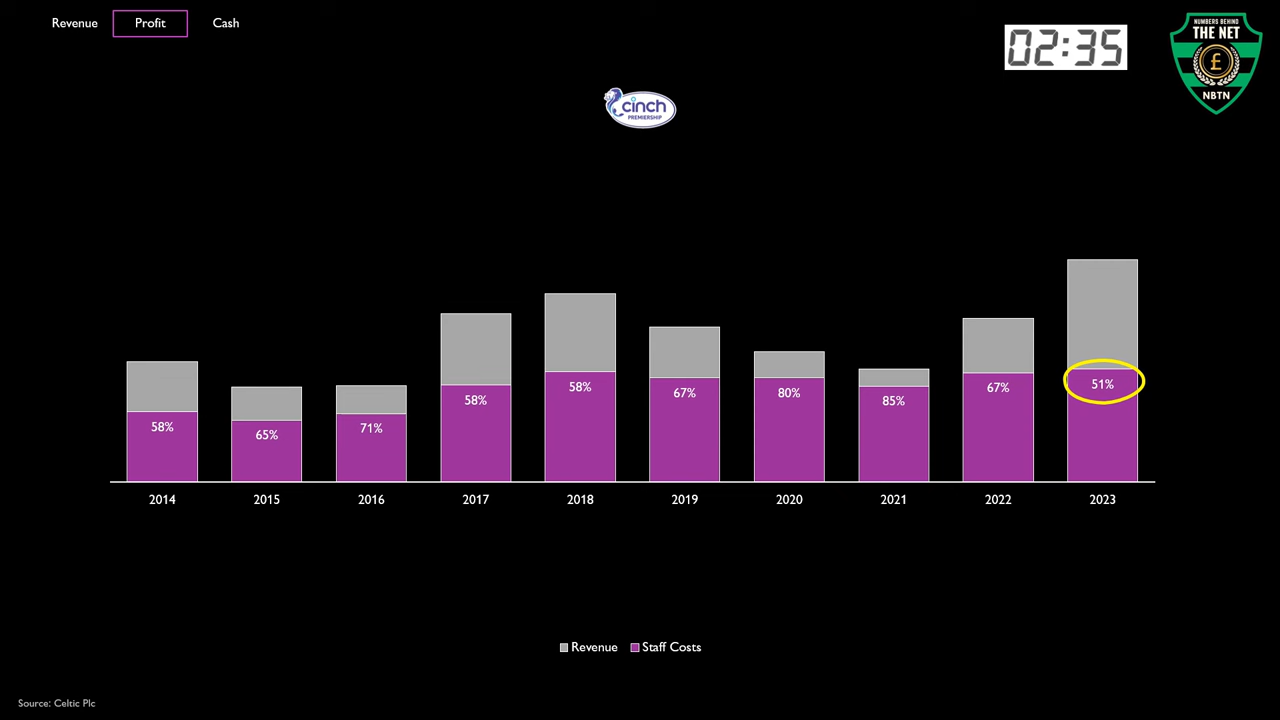 Revenue
Profit
Cash
02:35
NUMBERS BEHIND
THE NET
£
NBTN
cinch
PREMIERSHIP
58%
65%
71%
58%
58%
67%
80%
85%
67%
51%
2014
2015
2016
2017
2018
2019
2020
2021
2022
2023
Revenue
Staff Costs
Source: Celtic Plc